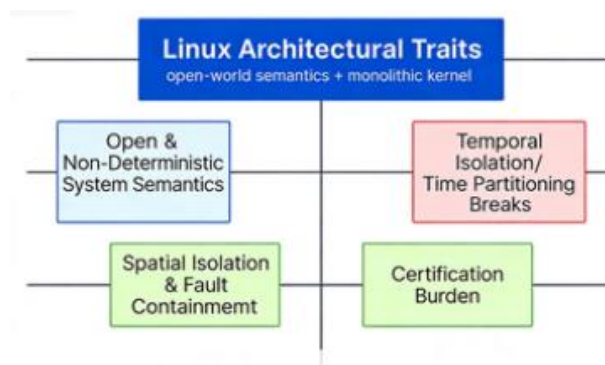 Linux Architectural Traits
open-world semantics + monolithic kernel
Open &
Non-Deterministic
System Semantics
Temporal
Isolation/
Time Partitioning
Breaks
Spatial Isolation
& Fault
Containmemt
Certification
Burden